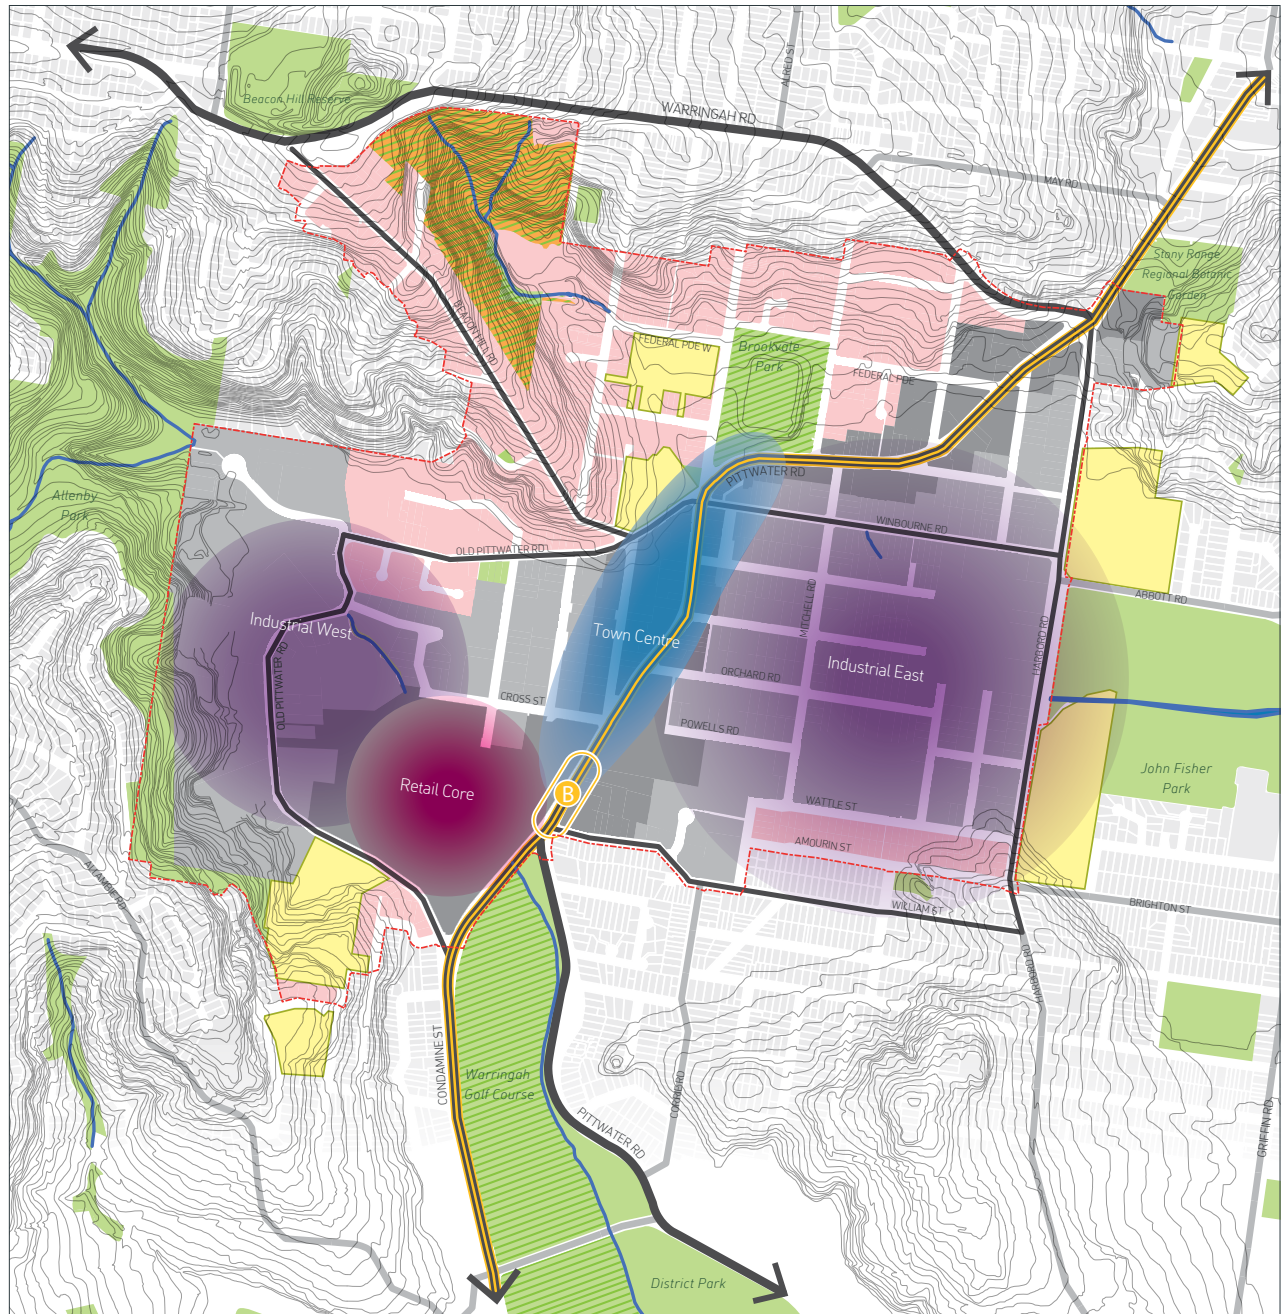 ALRED ST
Beacon Hill Reserve
WARRINGAH RD
MAY RD
Stony Range
Regional Botanic
Garden
BEACON HILL RD
FEDERAL PDE W
Brookvale
Park
FEDERAL PDE
PITTWATER RD
Allenby
Park
WINBOURNE RD
OLD PITTWATER RD
ABBOTT RD
MITCHELL RD
Industrial West
Town Centre
HARBORD RD
Industrial East
OLD PITTWATER RD
ORCHARD RD
CROSS ST
POWELLS RD
John Fisher
Park
Retail Core
B
WATTLE ST
AMOURIN ST
ALLAMBIE RD
WILLIAM ST
BRIGHTON ST
HARBORD RD
CONDAMINE ST
Warringah
Golf Course
CORRIE RD
PITTWATER RD
GRIFFIN RD
District Park